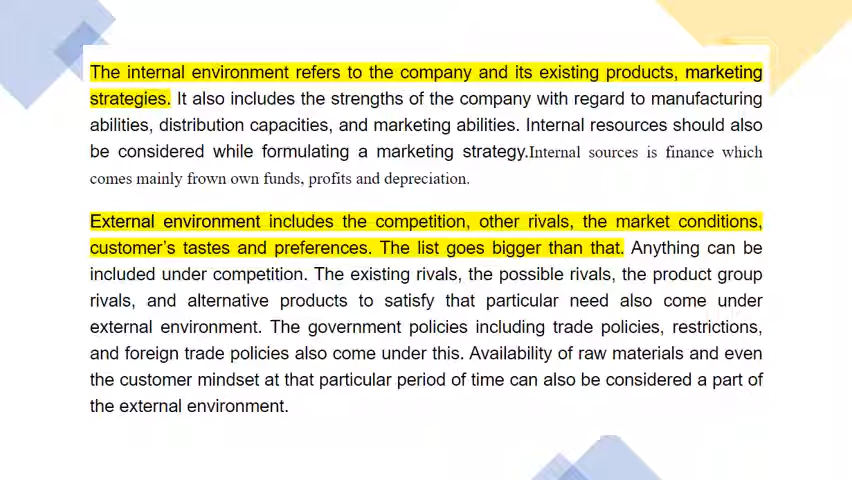 The internal environment refers to the company and its existing products, marketing
strategies. It also includes the strengths of the company with regard to manufacturing
abilities, distribution capacities, and marketing abilities. Internal resources should also
be considered while formulating a marketing strategy.Internal sources is finance which
comes mainly frown own funds, profits and depreciation.
External environment includes the competition, other rivals, the market conditions,
customer's tastes and preferences. The list goes bigger than that. Anything can be
included under competition. The existing rivals, the possible rivals, the product group
rivals, and alternative products to satisfy that particular need also come under
external environment. The government policies including trade policies, restrictions,
and foreign trade policies also come under this. Availability of raw materials and even
the customer mindset at that particular period of time can also be considered a part of
the external environment.